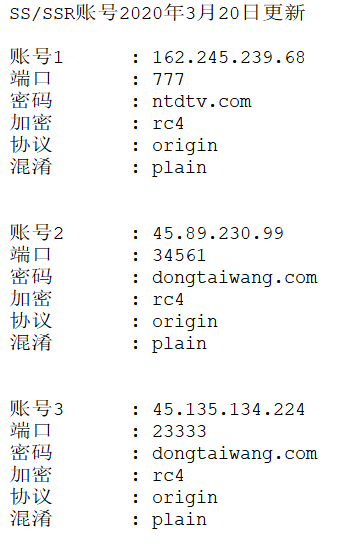 SS/SSR账号2020年3月20日更新
账号1 : 162.245.239.68
端口 : 777
密码 : ntdtv.com
加密 : rc4
协议 : origin
混淆 : plain
账号2 : 45.89.230.99
端口 : 34561
密码 : dongtaiwang.com
加密 : rc4
协议 : origin
混淆 : plain
账号3 : 45.135.134.224
端口 : 23333
密码 : dongtaiwang.com
加密 : rc4
协议 : origin
混淆 : plain